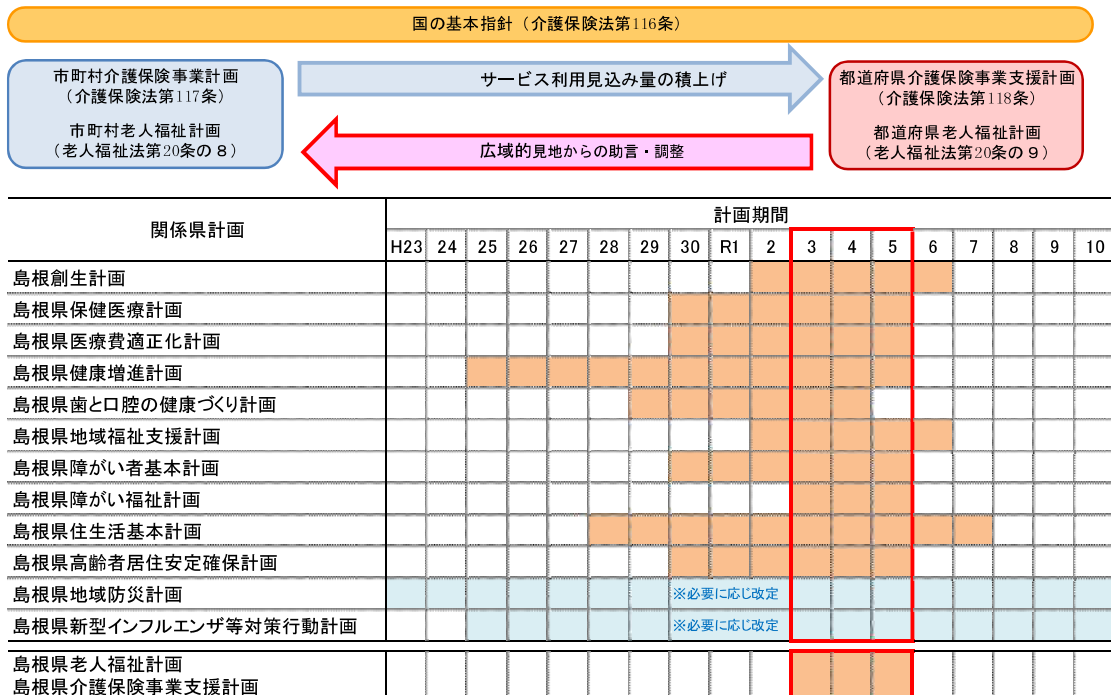 国の基本指針（介護保険法第116条）
市町村介護保険事業計画
（介護保険法第117条）
市町村老人福祉計画
（老人福祉法第20条の８）
サービス利用見込み量の積上げ
広域的見地からの助言・調整
都道府県介護保険事業支援計画
（介護保険法第118条）
都道府県老人福祉計画
（老人福祉法第20条の９）
関係県計画
計画期間
H23 24 25 26 27 28 29 30 R1 2 3 4 5 6 7 8 9 10
島根創生計画
島根県保健医療計画
島根県医療費適正化計画
島根県健康増進計画
島根県歯と口腔の健康づくり計画
島根県地域福祉支援計画
島根県障がい者基本計画
島根県障がい福祉計画
島根県住生活基本計画
島根県高齢者居住安定確保計画
島根県地域防災計画 ※必要に応じ改定
島根県新型インフルエンザ等対策行動計画 ※必要に応じ改定
島根県老人福祉計画
島根県介護保険事業支援計画